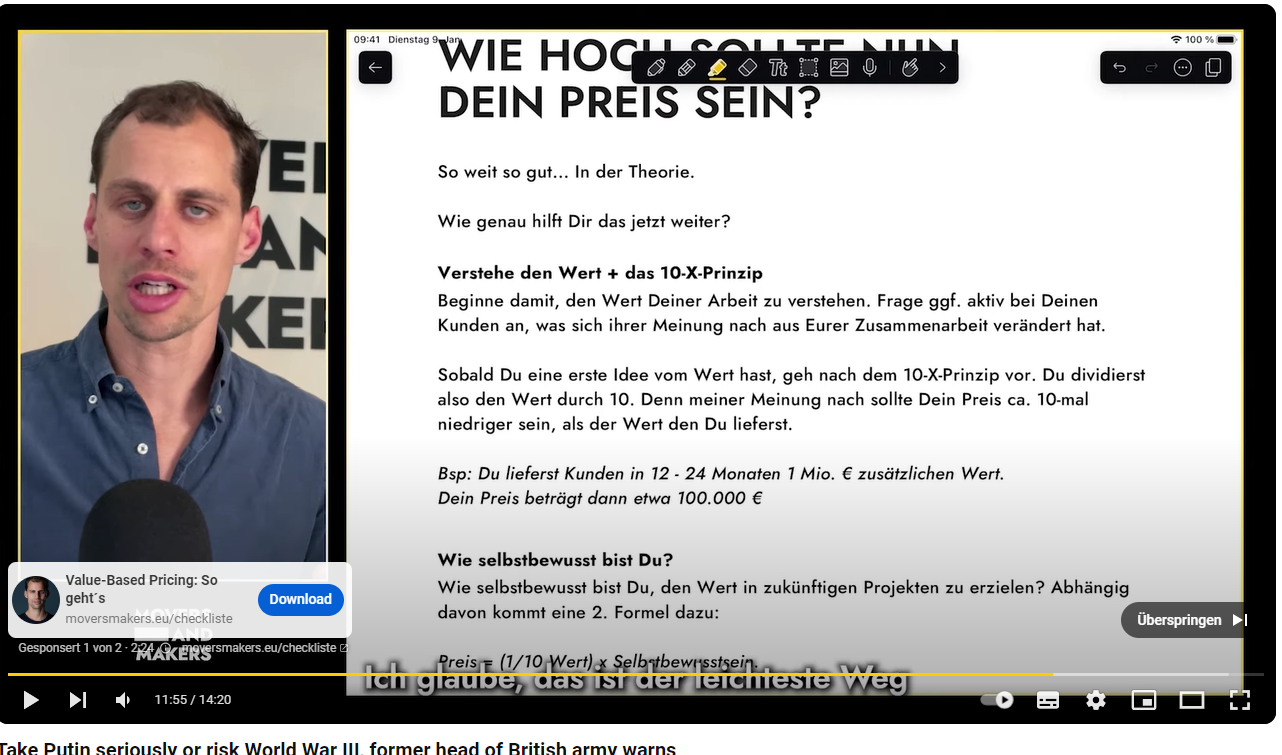 09:41 Dienstag 9. Jan.
100 %
WIE HOCH SOLLTE NUN
DEIN PREIS SEIN?
So weit so gut... In der Theorie.
Wie genau hilft Dir das jetzt weiter?
Verstehe den Wert + das 10-X-Prinzip
Beginne damit, den Wert Deiner Arbeit zu verstehen. Frage ggf. aktiv bei Deinen
Kunden an, was sich ihrer Meinung nach aus Eurer Zusammenarbeit verändert hat.
Sobald Du eine erste Idee vom Wert hast, geh nach dem 10-X-Prinzip vor. Du dividierst
also den Wert durch 10. Denn meiner Meinung nach sollte Dein Preis ca. 10-mal
niedriger sein, als der Wert den Du lieferst.
Bsp: Du lieferst Kunden in 12 - 24 Monaten 1 Mio. € zusätzlichen Wert.
Dein Preis beträgt dann etwa 100.000 €
Wie selbstbewusst bist Du?
Wie selbstbewusst bist Du, den Wert in zukünftigen Projekten zu erzielen? Abhängig
davon kommt eine 2. Formel dazu:
Preis = (1/10 Wert) x Selbstbewusstsein.
Ich glaube, das ist der leichteste Weg
Value-Based Pricing: So
geht´s
moversmakers.eu/checkliste
Download
MOVERS
AND
MAKERS
Gesponsert 1 von 2 · 2:24
moversmakers.eu/checkliste
Überspringen
11:55 / 14:20
Take Putin seriously or risk World War III, former head of British army warns